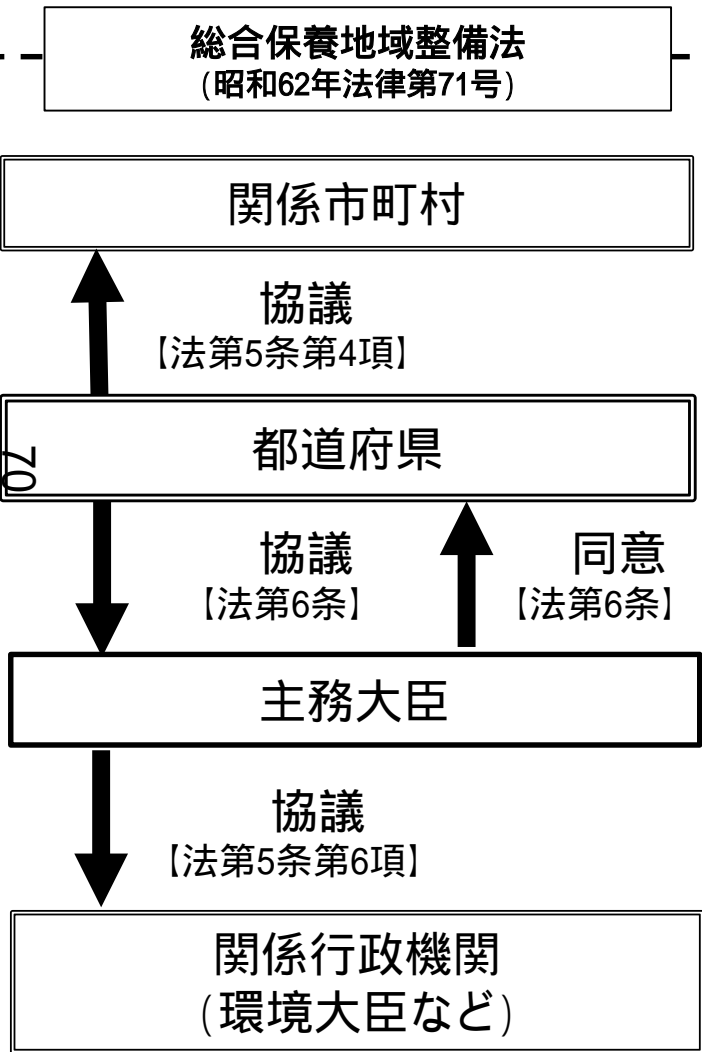 総合保養地域整備法
(昭和62年法律第71号)
関係市町村
協議
【法第5条第4項】
都道府県
70
協議
【法第6条】
同意
【法第6条】
主務大臣
協議
【法第5条第6項】
関係行政機関
(環境大臣など)